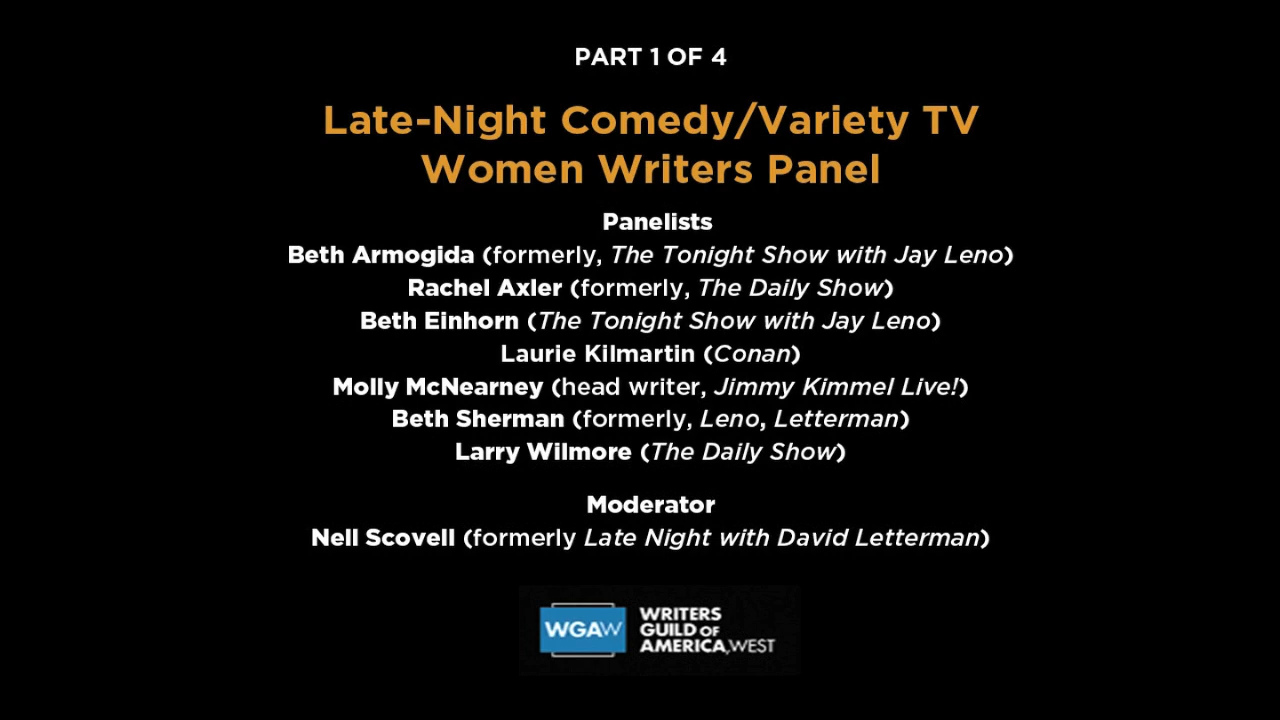 PART 1 OF 4
Late-Night Comedy/Variety TV
Women Writers Panel
Panelists
Beth Armogida (formerly, The Tonight Show with Jay Leno)
Rachel Axler (formerly, The Daily Show)
Beth Einhorn (The Tonight Show with Jay Leno)
Laurie Kilmartin (Conan)
Molly McNearney (head writer, Jimmy Kimmel Live!)
Beth Sherman (formerly, Leno, Letterman)
Larry Wilmore (The Daily Show)
Moderator
Nell Scovell (formerly Late Night with David Letterman)
WGAW
WRITERS
GUILD OF
AMERICA,WEST